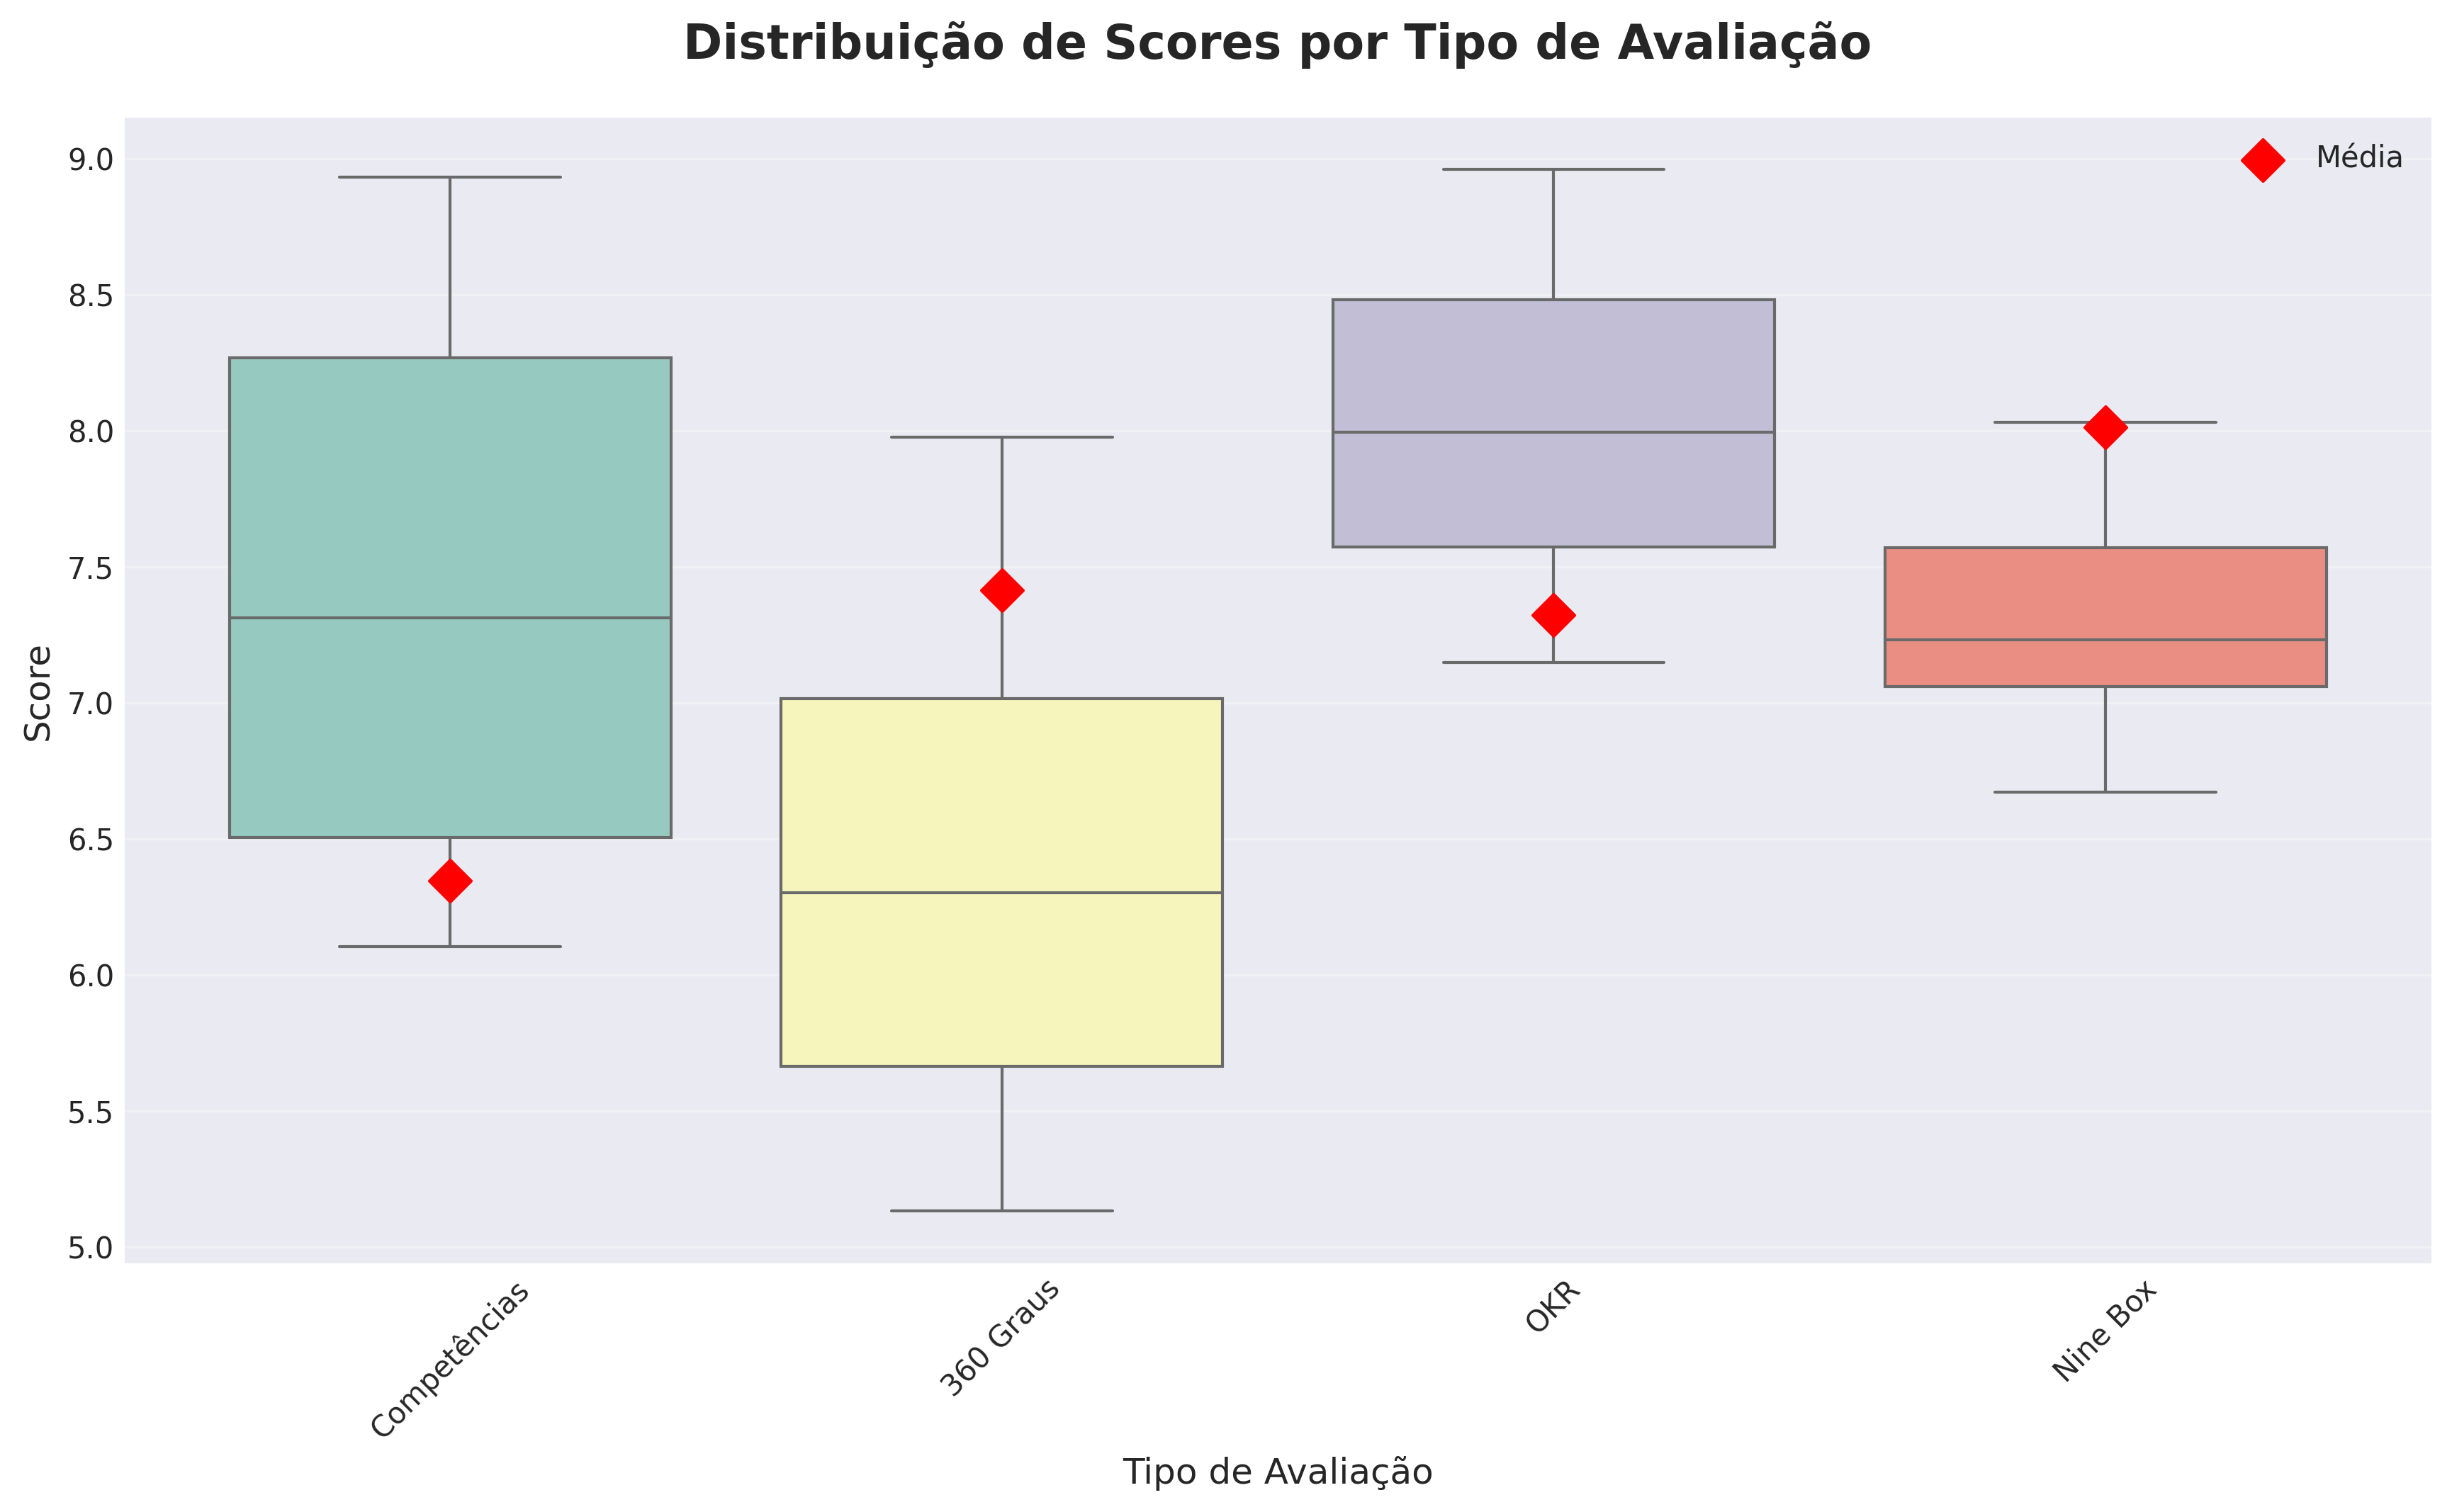 Distribuição de Scores por Tipo de Avaliação
Média
Score
9.0
8.5
8.0
7.5
7.0
6.5
6.0
5.5
5.0
Competências
360 Graus
OKR
Nine Box
Tipo de Avaliação